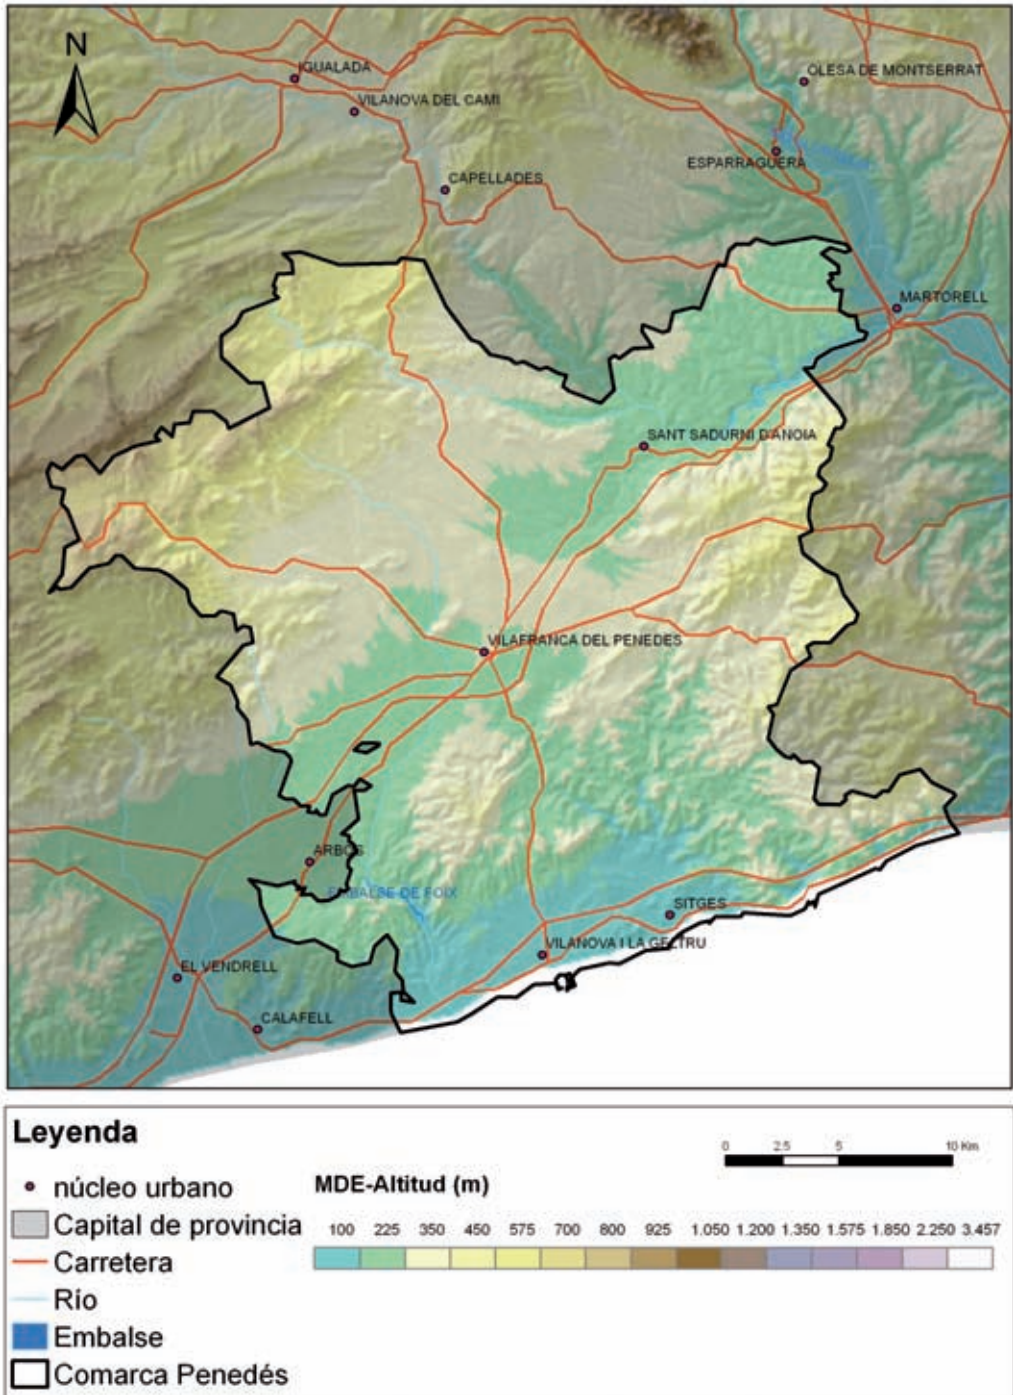 N
IGUALADA
OLESA DE MONTSERRAT
VILANOVA DEL CAMI
ESPARRAGUERA
CAPELLADES
MARTORELL
SANT SADURNI D'ANOIA
VILAFRANCA DEL PENEDES
ARBOS
EMBALSE DE FOIX
SITGES
VILANOVA I LA GELTRU
EL VENDRELL
CALAFELL
Leyenda
0 2.5 5 10 Km
núcleo urbano
MDE-Altitud (m)
Capital de provincia
100 225 350 450 575 700 800 925 1.050 1.200 1.350 1.575 1.850 2.250 3.457
Carretera
Río
Embalse
Comarca Penedés